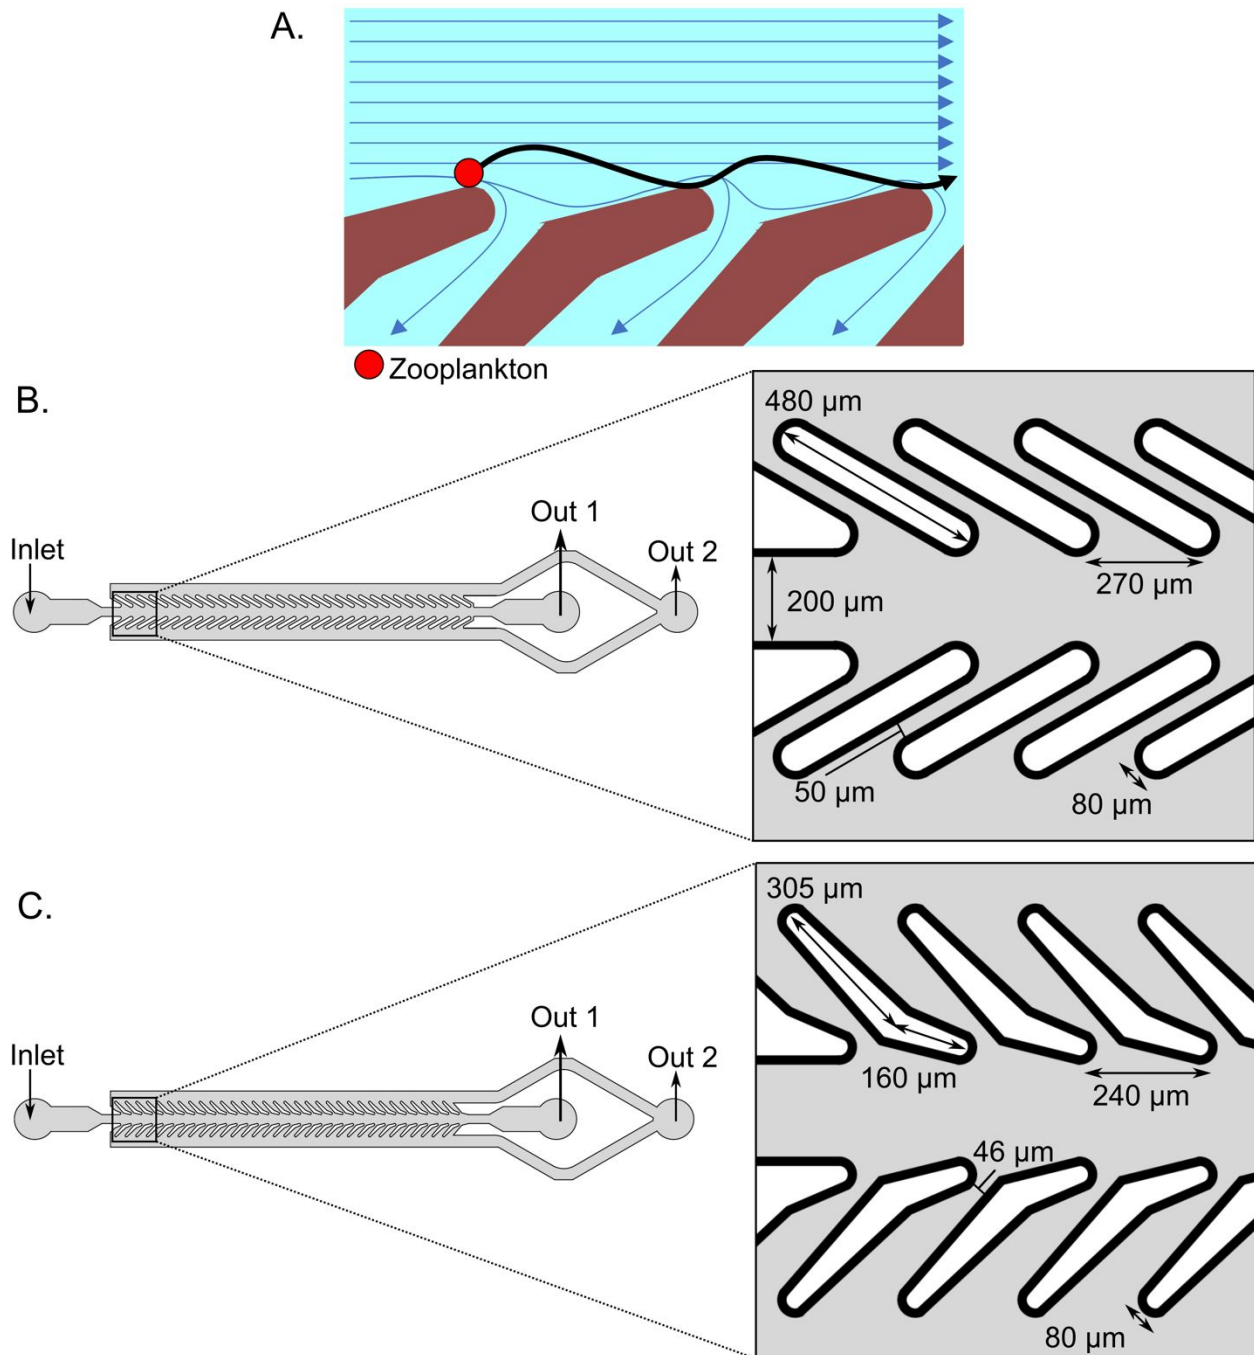 A.
Zooplankton
B.
Inlet
Out 1
Out 2
480 µm
200 µm
270 µm
50 µm
80 µm
C.
Inlet
Out 1
Out 2
305 µm
160 µm
240 µm
46 µm
80 µm